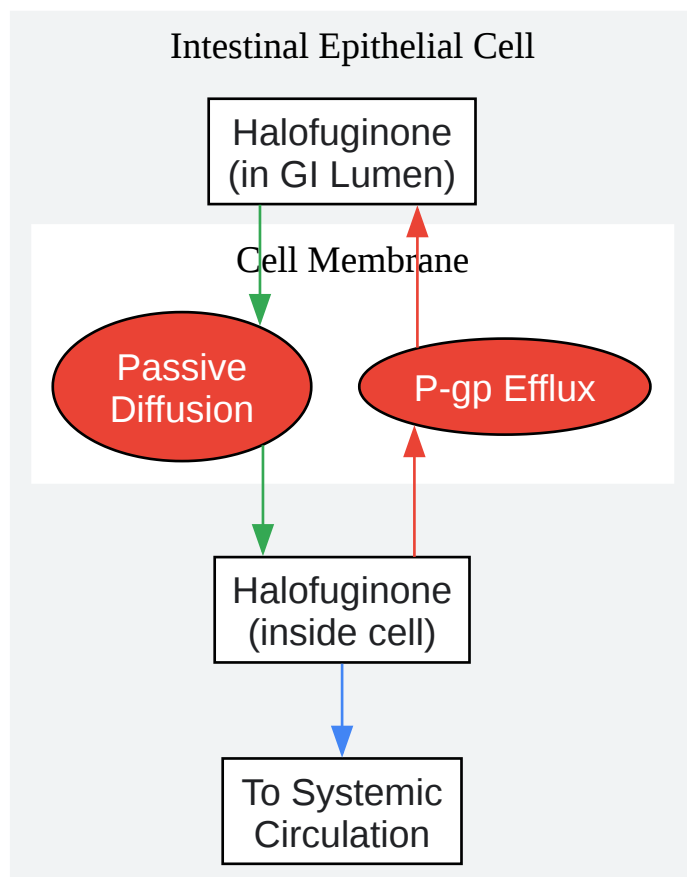 Intestinal Epithelial Cell
Halofuginone
(in GI Lumen)
Cell Membrane
Passive
Diffusion
P-gp Efflux
Halofuginone
(inside cell)
To Systemic
Circulation